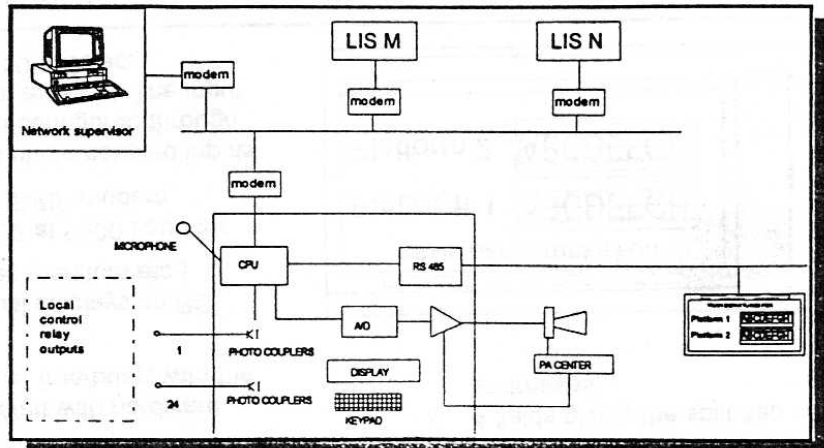 LIS M
LIS N
modem
modem
modem
Network supervisor
modem
MICROPHONE
CPU
RS 485
Local
control
relay
outputs
A/O
1
PHOTO COUPLERS
DISPLAY
PA CENTER
24
PHOTO COUPLERS
KEYPAD
Platform 1
Platform 2